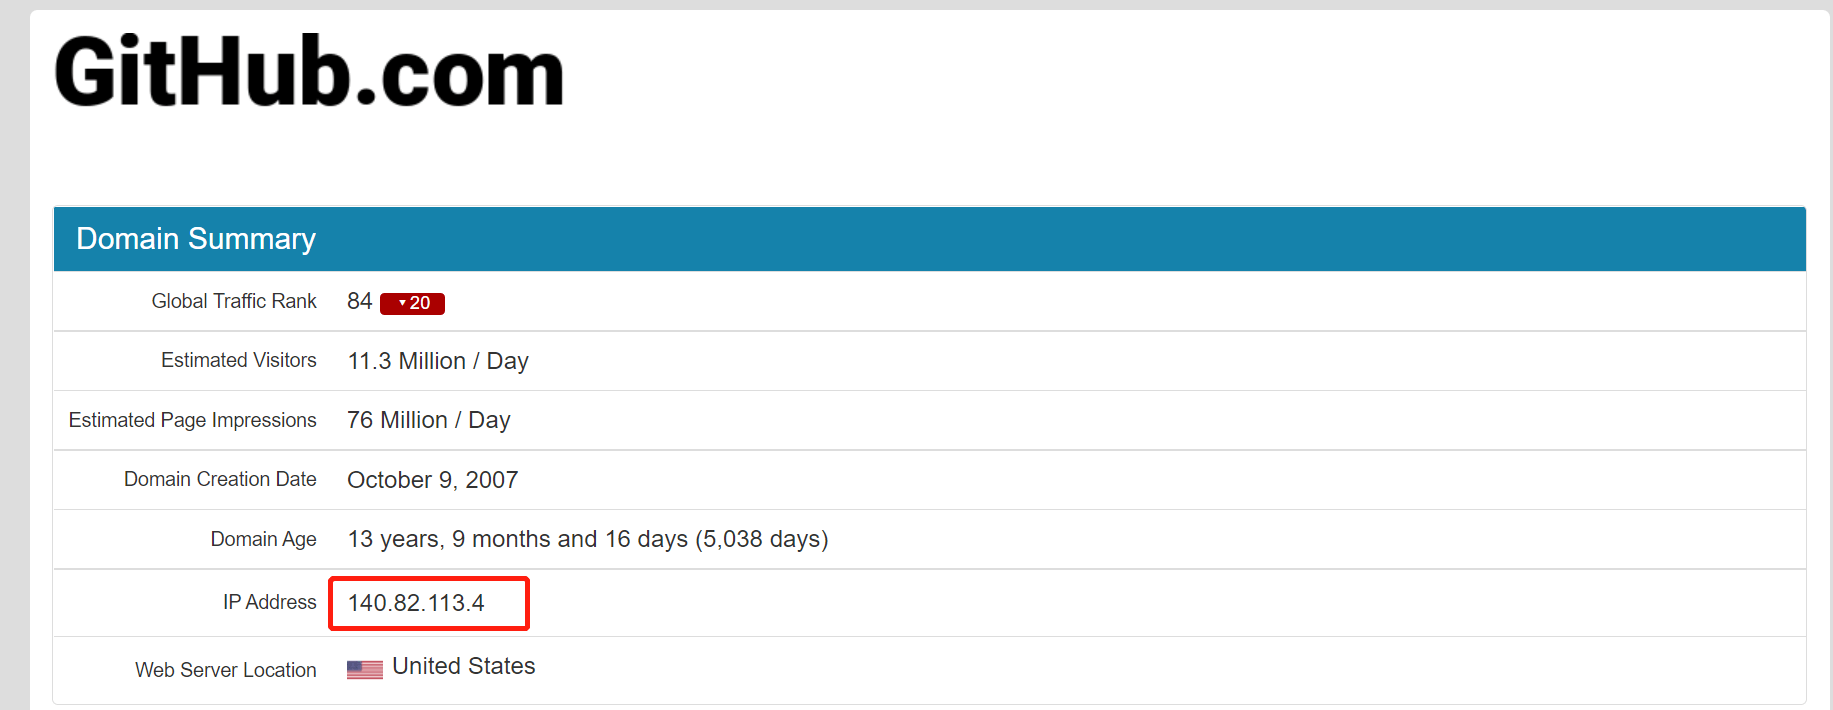 GitHub.com
Domain Summary
Global Traffic Rank 84 ▼20
Estimated Visitors 11.3 Million / Day
Estimated Page Impressions 76 Million / Day
Domain Creation Date October 9, 2007
Domain Age 13 years, 9 months and 16 days (5,038 days)
IP Address 140.82.113.4
Web Server Location United States